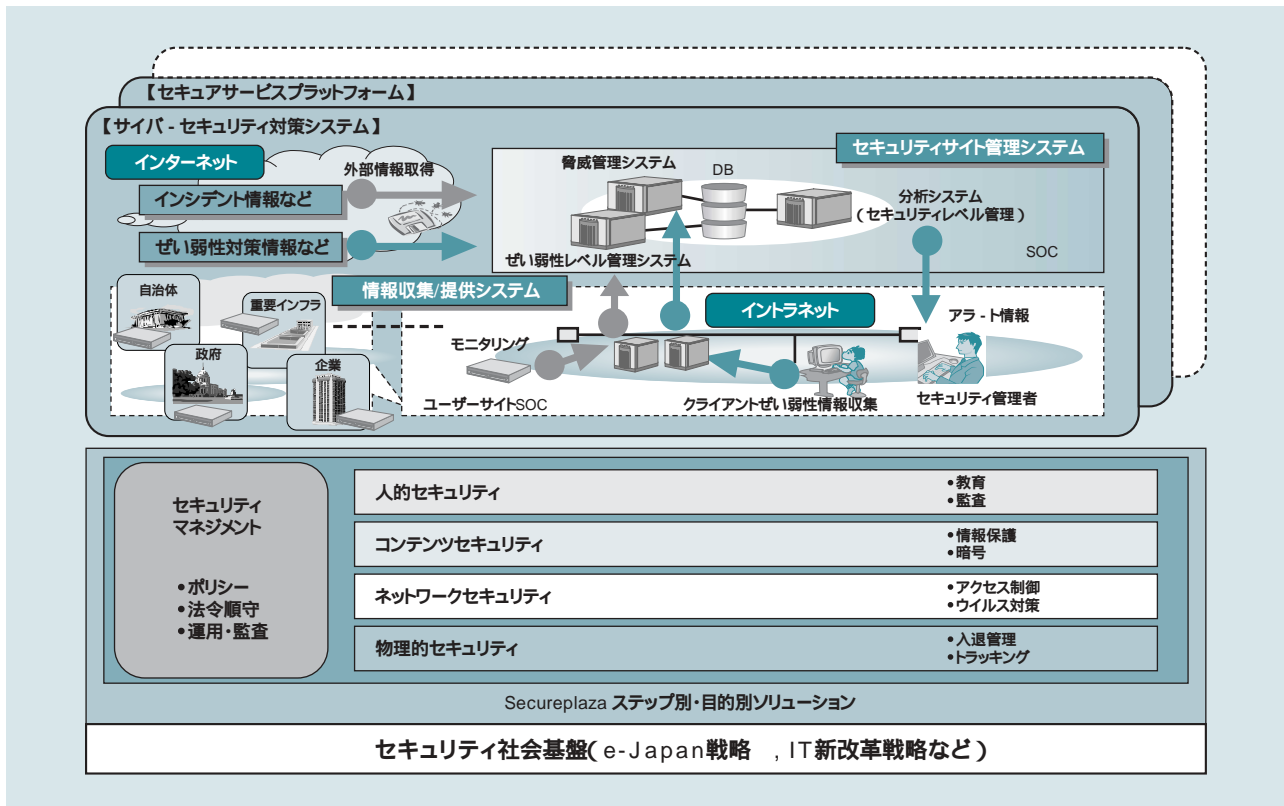 【セキュアサービスプラットフォーム】
【サイバ - セキュリティ対策システム】
インターネット
外部情報取得
インシデント情報など
ぜい弱性対策情報など
セキュリティサイト管理システム
脅威管理システム
DB
分析システム
（セキュリティレベル管理）
ぜい弱性レベル管理システム
SOC
情報収集/提供システム
自治体
重要インフラ
政府
企業
イントラネット
モニタリング
アラ - ト情報
ユーザーサイトSOC
クライアントぜい弱性情報収集
セキュリティ管理者
セキュリティ
マネジメント
•ポリシー
•法令順守
•運用・監査
人的セキュリティ
•教育
•監査
コンテンツセキュリティ
•情報保護
•暗号
ネットワークセキュリティ
•アクセス制御
•ウイルス対策
物理的セキュリティ
•入退管理
•トラッキング
Secureplaza ステップ別・目的別ソリューション
セキュリティ社会基盤（e-Japan戦略 , IT新改革戦略など）